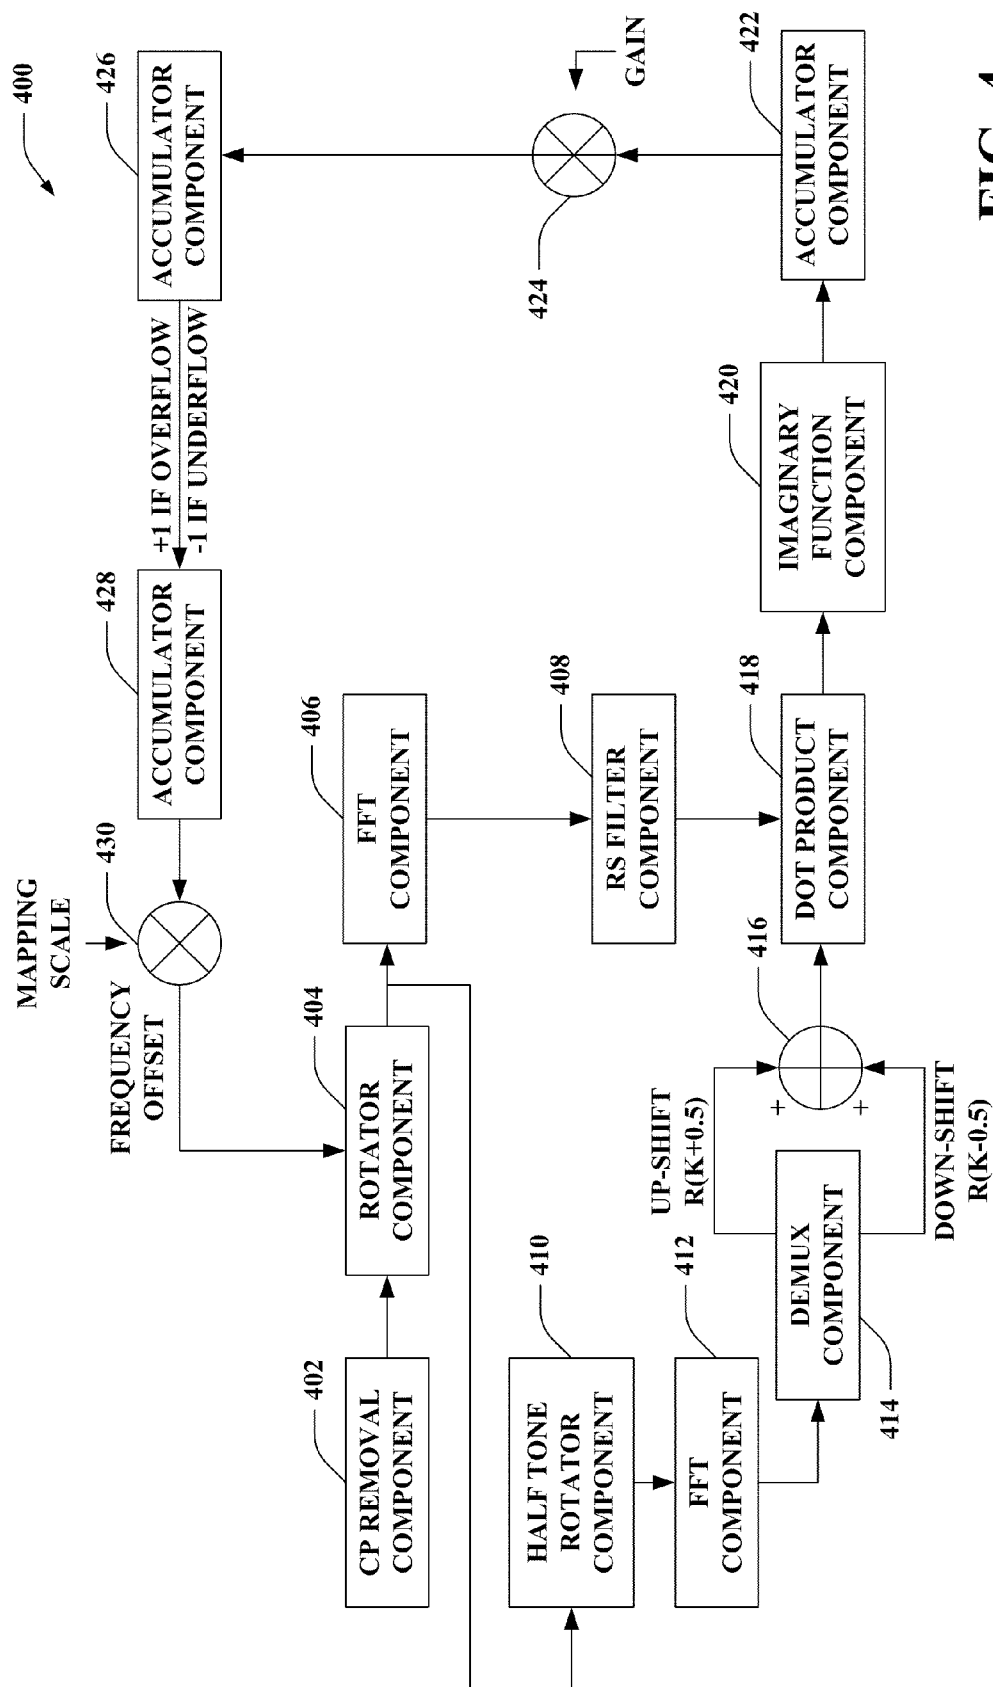 400
MAPPING
SCALE
430
428
426
FREQUENCY
OFFSET
ACCUMULATOR
COMPONENT
+1 IF OVERFLOW
-1 IF UNDERFLOW
ACCUMULATOR
COMPONENT
402
CP REMOVAL
COMPONENT
404
ROTATOR
COMPONENT
406
FFT
COMPONENT
410
HALF TONE
ROTATOR
COMPONENT
408
RS FILTER
COMPONENT
424
GAIN
412
FFT
COMPONENT
UP-SHIFT
R(K+0.5)
416
+
+
414
DEMUX
COMPONENT
DOWN-SHIFT
R(K-0.5)
418
DOT PRODUCT
COMPONENT
420
IMAGINARY
FUNCTION
COMPONENT
422
ACCUMULATOR
COMPONENT
FIG. 4